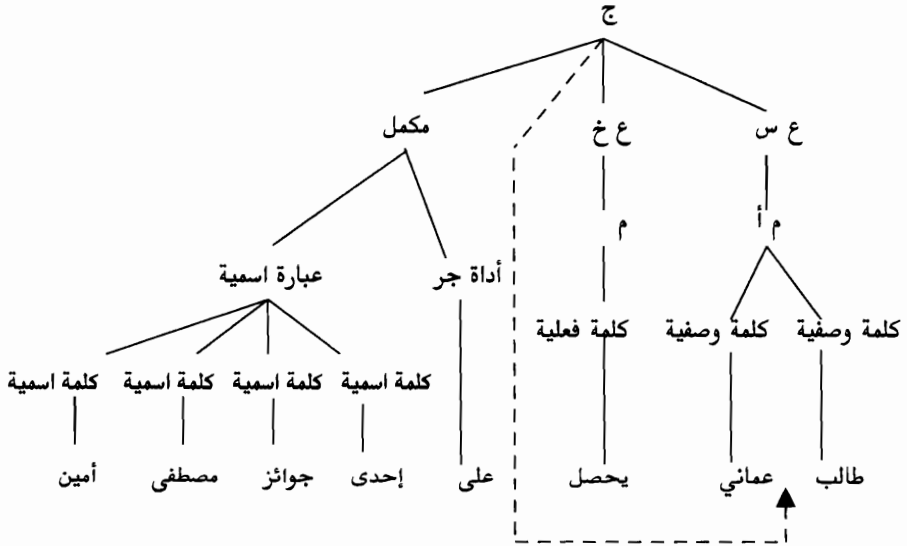 ج
ع س ع خ مكمل
م أ م
أداة جر عبارة اسمية
كلمة وصفية كلمة وصفية كلمة فعلية
كلمة اسمية كلمة اسمية كلمة اسمية كلمة اسمية
طالب عماني يحصل على إحدى جوائز مصطفى أمين